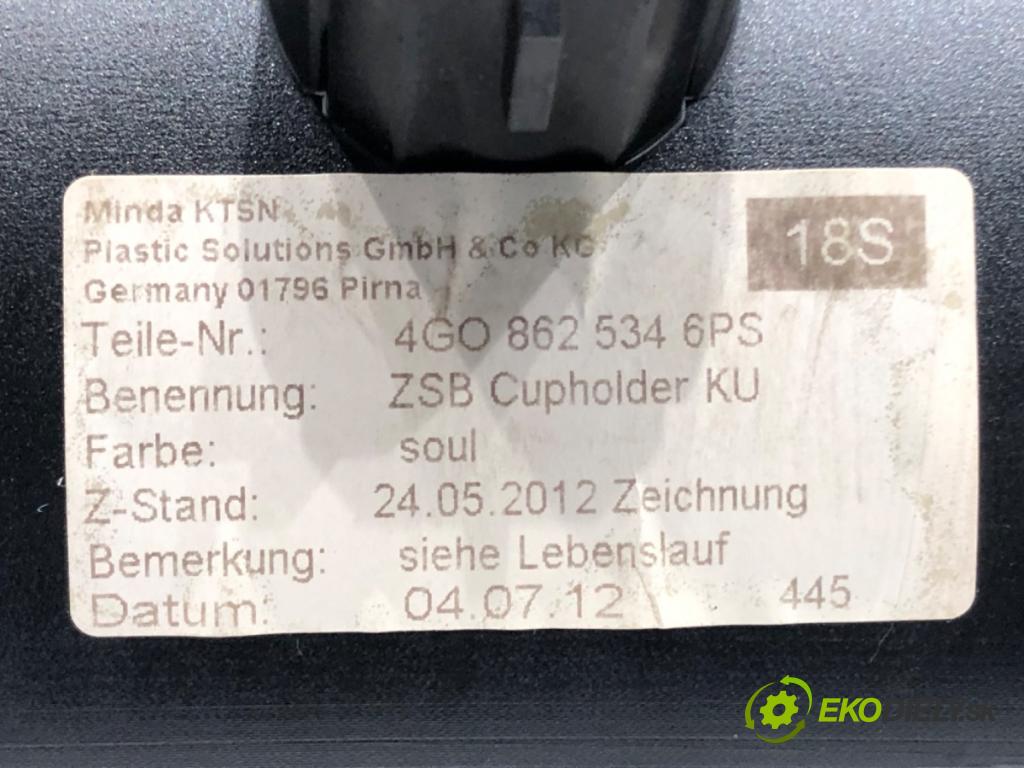 Minda KTSN
Plastic Solutions GmbH & Co KG
Germany 01796 Pirna
18S
Teile-Nr.: 4GO 862 534 6PS
Benennung: ZSB Cupholder KU
Farbe: soul
Z-Stand: 24.05.2012 Zeichnung
Bemerkung: siehe Lebenslauf
Datum: 04.07.12 445
EKODIELY.SK